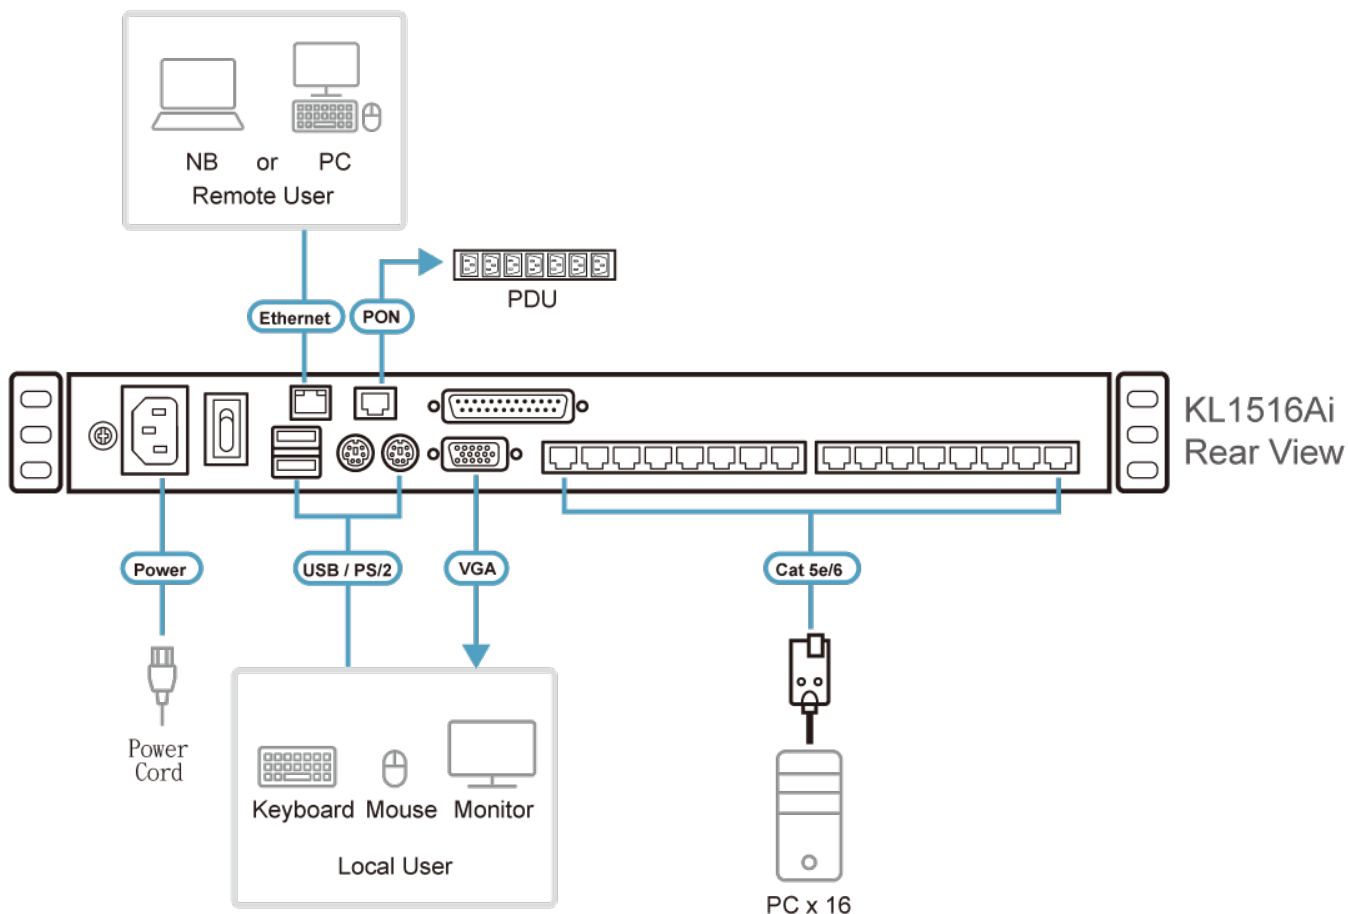 NB or PC
Remote User
PDU
Ethernet
PON
KL1516Ai
Rear View
Power
USB / PS/2
VGA
Cat 5e/6
Power
Cord
Keyboard Mouse Monitor
Local User
PC x 16